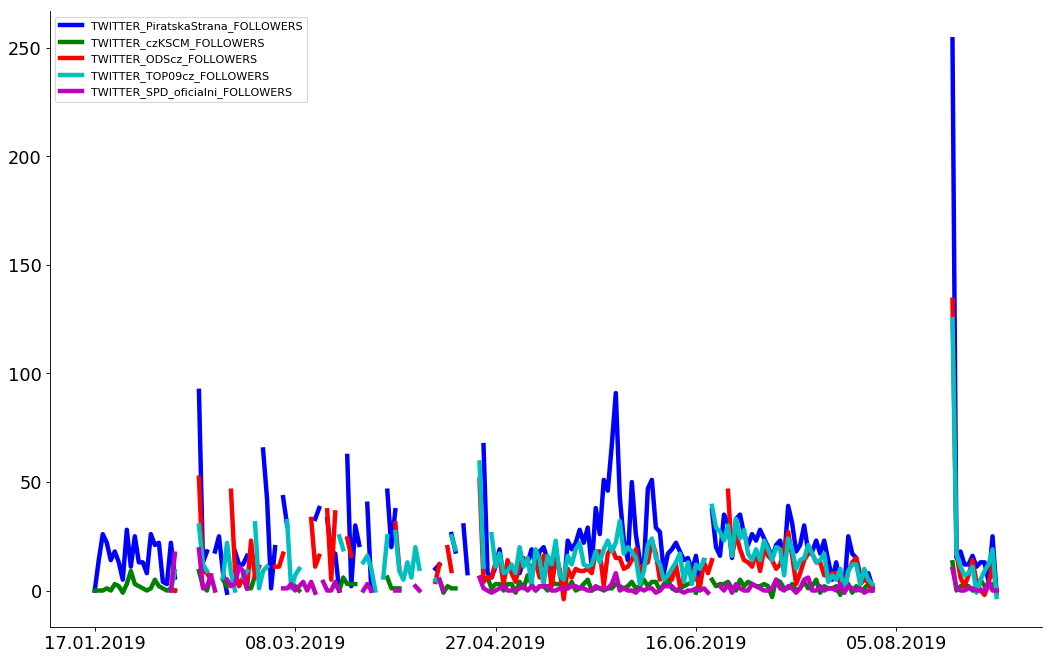 TWITTER_PiratskaStrana_FOLLOWERS
TWITTER_czKSCM_FOLLOWERS
TWITTER_ODScz_FOLLOWERS
TWITTER_TOP09cz_FOLLOWERS
TWITTER_SPD_oficialni_FOLLOWERS
250
200
150
100
50
0
17.01.2019 08.03.2019 27.04.2019 16.06.2019 05.08.2019